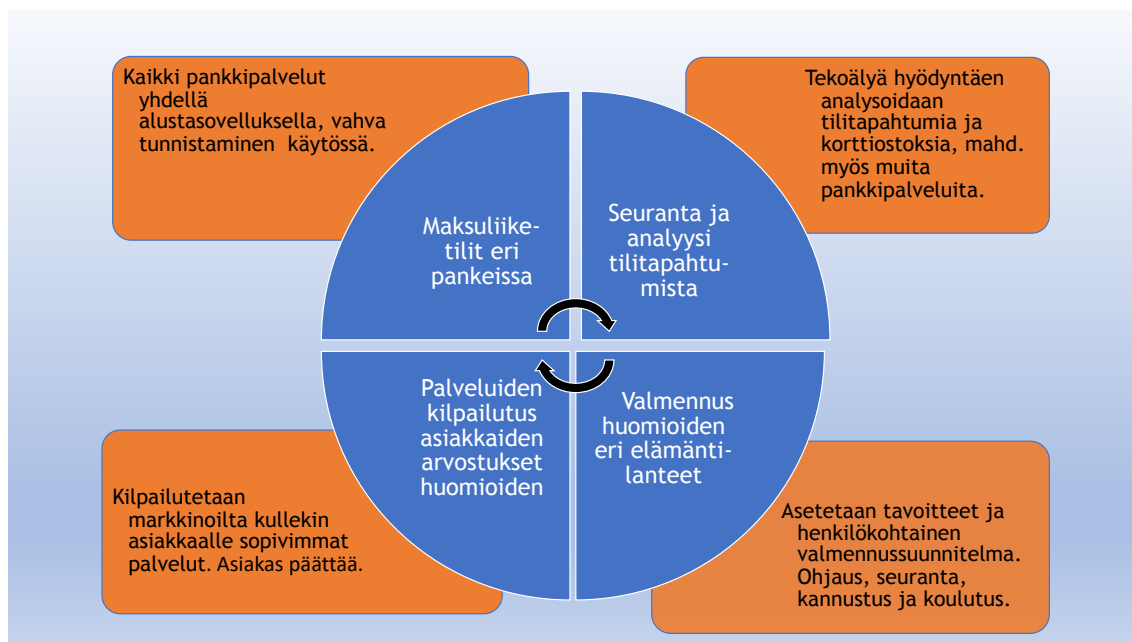 Kaikki pankkipalvelut
yhdellä
alustasovelluksella, vahva
tunnistaminen käytössä.
Tekoälyä hyödyntäen
analysoidaan
tilitapahtumia ja
korttiostoksia, mahd.
myös muita
pankkipalveluita.
Maksuliike-
tilit eri
pankeissa
Seuranta ja
analyysi
tilitapahtu-
mista
Palveluiden
kilpailutus
asiakkaiden
arvostukset
huomioiden
Valmennus
huomioiden
eri elämänti-
lanteet
Kilpailutetaan
markkinoilta kullekin
asiakkaalle sopivimmat
palvelut. Asiakas päättää.
Asetetaan tavoitteet ja
henkilökohtainen
valmennussuunnitelma.
Ohjaus, seuranta,
kannustus ja koulutus.